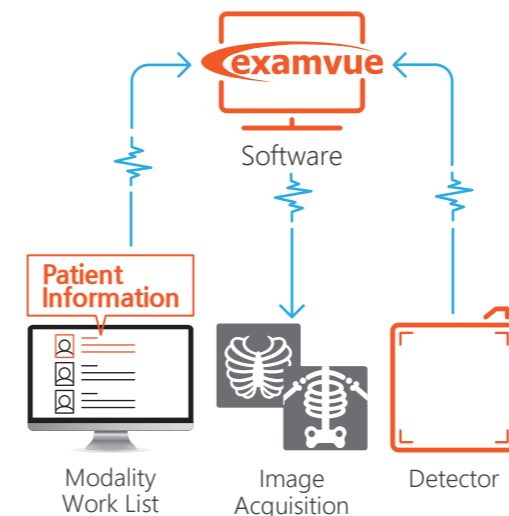 examvue
Software
Patient
Information
Modality
Work List
Image
Acquisition
Detector